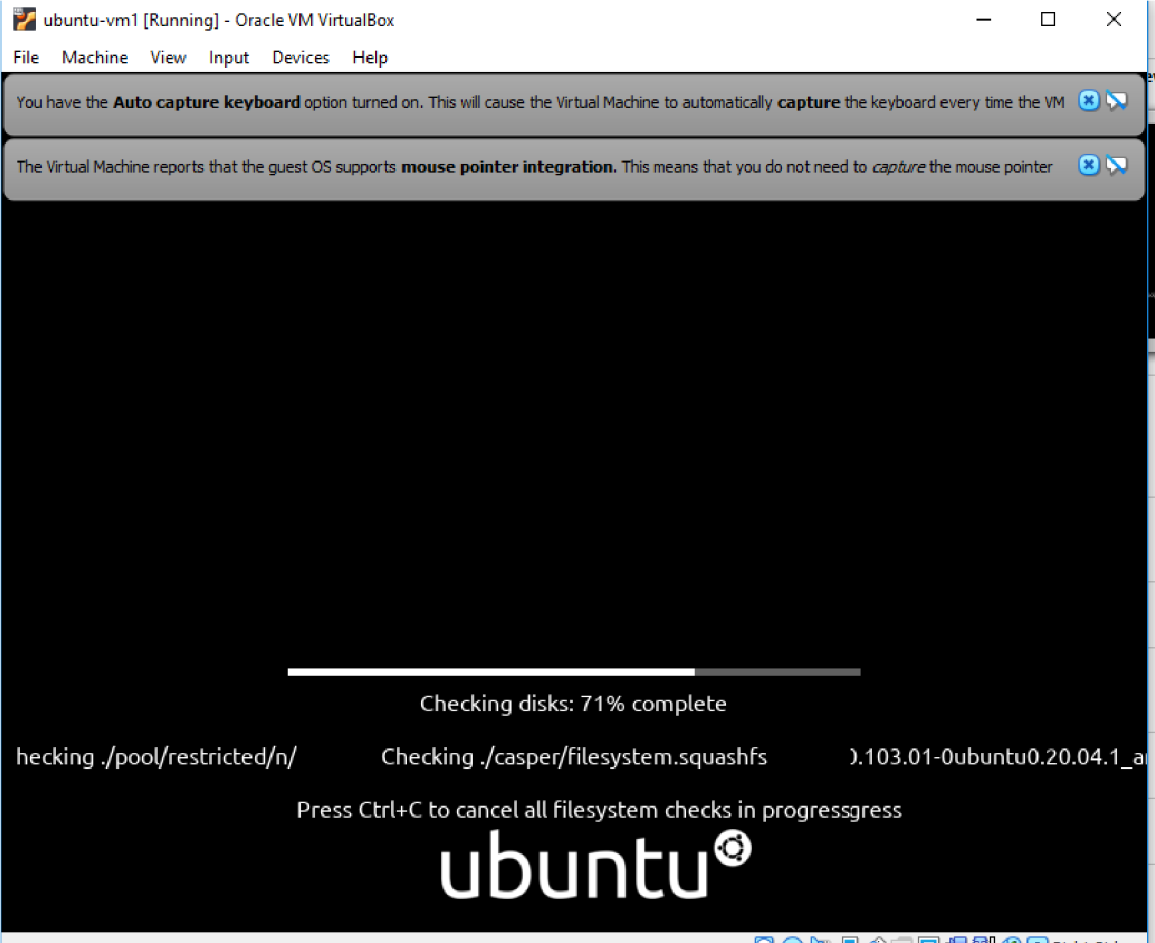 ubuntu-vm1 [Running] - Oracle VM VirtualBox
File Machine View Input Devices Help
You have the Auto capture keyboard option turned on. This will cause the Virtual Machine to automatically capture the keyboard every time the VM
The Virtual Machine reports that the guest OS supports mouse pointer integration. This means that you do not need to capture the mouse pointer
Checking disks: 71% complete
hecking ./pool/restricted/n/ Checking ./casper/filesystem.squashfs ).103.01-0ubuntu0.20.04.1_a
Press Ctrl+C to cancel all filesystem checks in progressgress
ubuntu